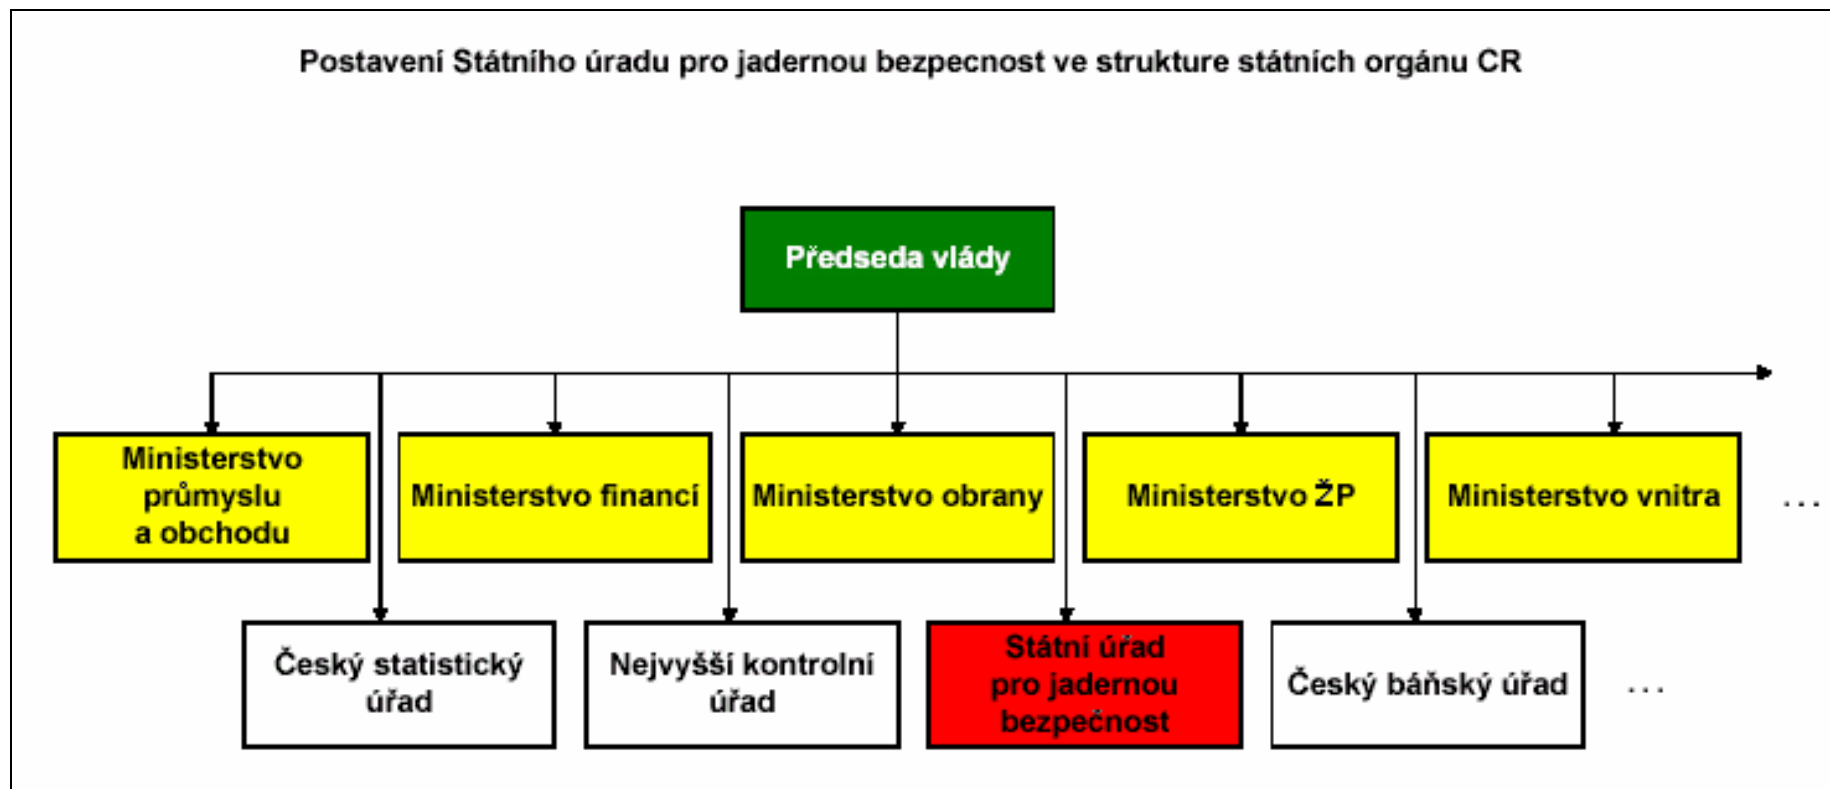 Postavení Státního úradu pro jadernou bezpecnost ve strukture státních orgánu CR
Předseda vlády
Ministerstvo
průmyslu
a obchodu
Ministerstvo financí
Ministerstvo obrany
Ministerstvo ŽP
Ministerstvo vnitra
...
Český statistický
úřad
Nejvyšší kontrolní
úřad
Státní úřad
pro jadernou
bezpečnost
Český báňský úřad
...